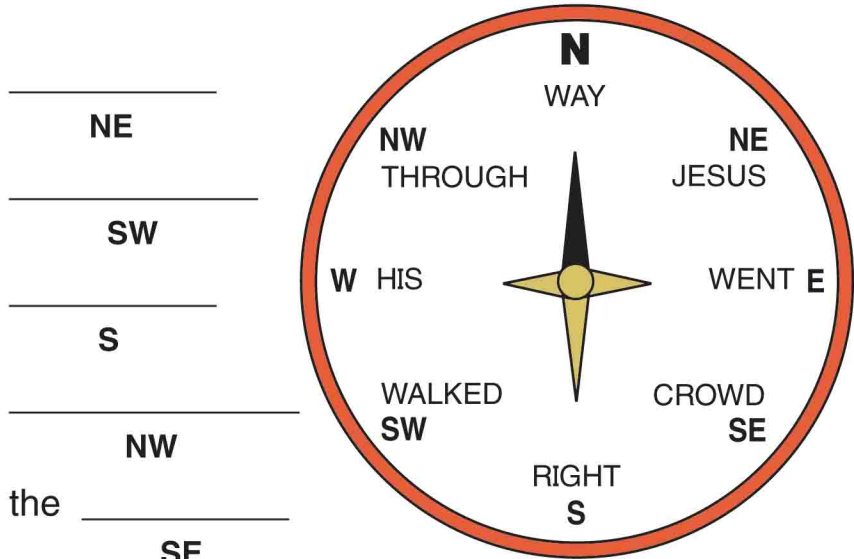 NE
SW
S
NW
the
SE
N
WAY
NW
THROUGH
NE
JESUS
W HIS
WENT E
WALKED
SW
CROWD
SE
RIGHT
S